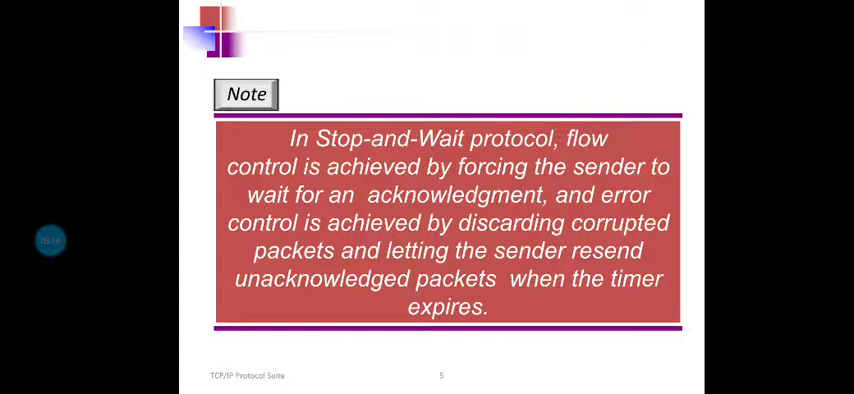 Note
In Stop-and-Wait protocol, flow
control is achieved by forcing the sender to
wait for an acknowledgment, and error
control is achieved by discarding corrupted
packets and letting the sender resend
unacknowledged packets when the timer
expires.
TCP/IP Protocol Suite
5